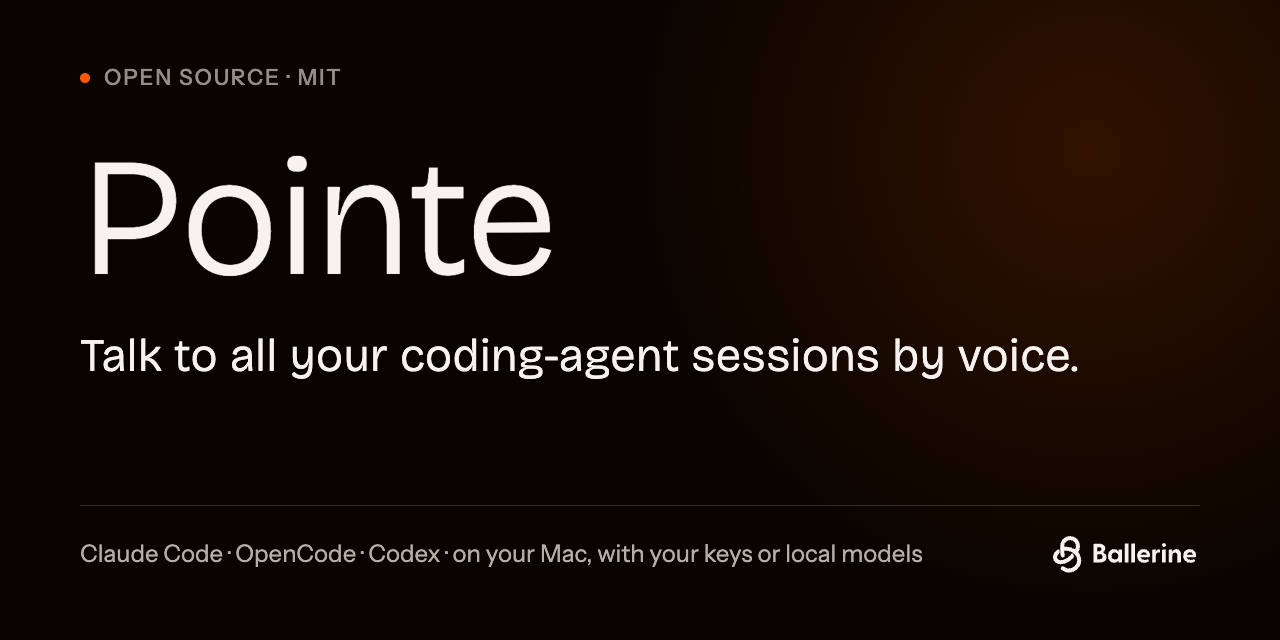 OPEN SOURCE · MIT
Pointe
Talk to all your coding-agent sessions by voice.
Claude Code · OpenCode · Codex · on your Mac, with your keys or local models
Ballerine